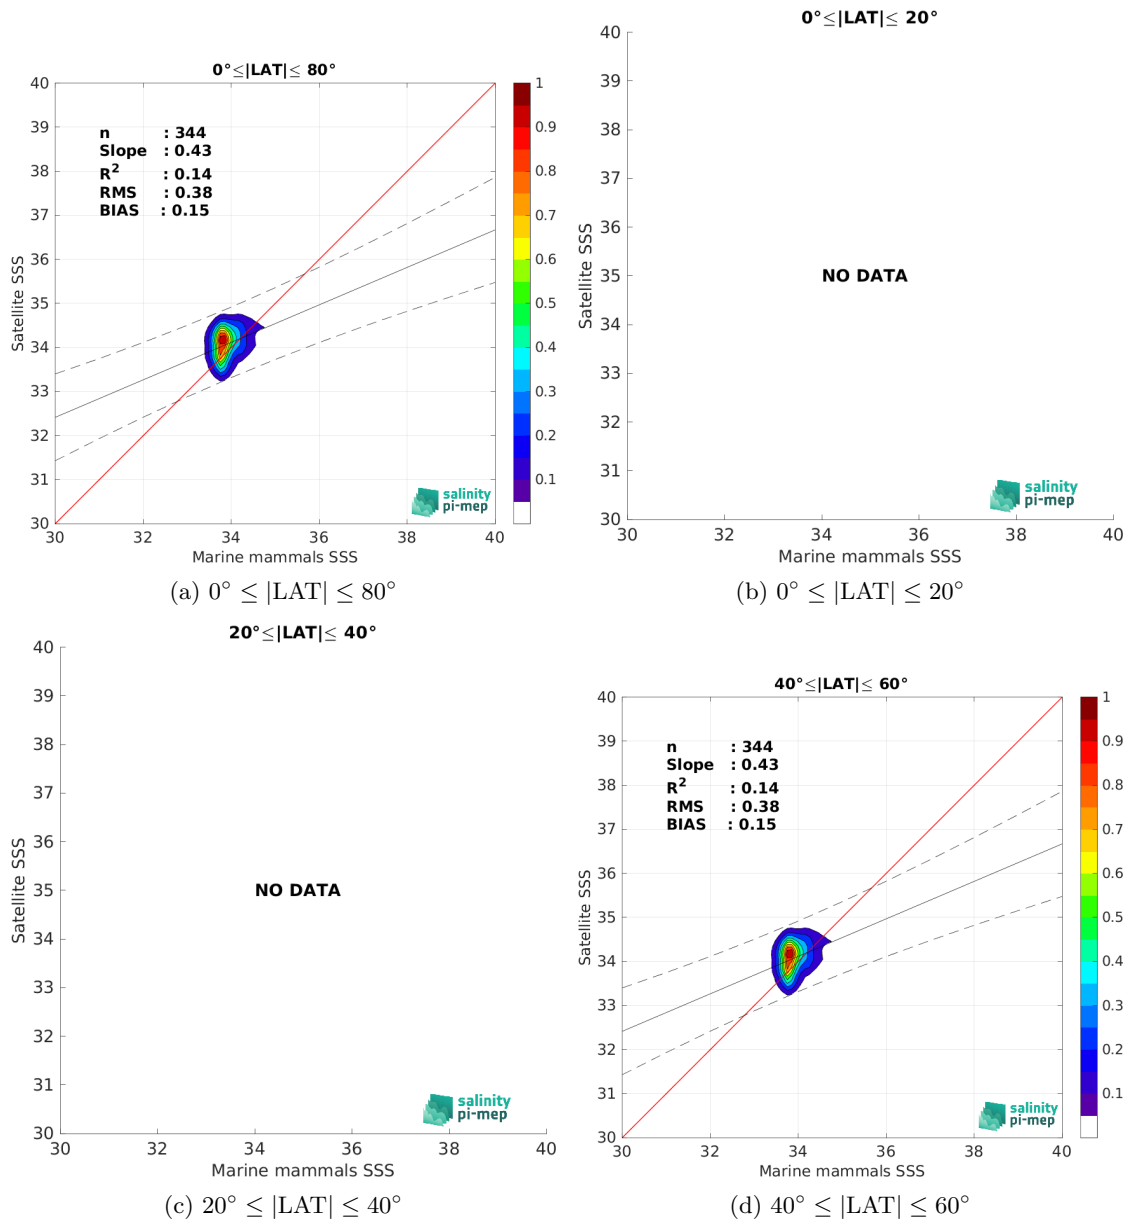 0°≤|LAT|≤ 80°
40
39
38
37
36
35
34
33
32
31
30
Satellite SSS
n : 344
Slope : 0.43
R² : 0.14
RMS : 0.38
BIAS : 0.15
salinity
pi-mep
30 32 34 36 38 40
Marine mammals SSS
1
0.9
0.8
0.7
0.6
0.5
0.4
0.3
0.2
0.1
(a) 0° ≤ |LAT| ≤ 80°
0°≤|LAT|≤ 20°
40
39
38
37
36
35
34
33
32
31
30
Satellite SSS
NO DATA
salinity
pi-mep
30 32 34 36 38 40
Marine mammals SSS
(b) 0° ≤ |LAT| ≤ 20°
20°≤|LAT|≤ 40°
40
39
38
37
36
35
34
33
32
31
30
Satellite SSS
NO DATA
salinity
pi-mep
30 32 34 36 38 40
Marine mammals SSS
(c) 20° ≤ |LAT| ≤ 40°
40°≤|LAT|≤ 60°
40
39
38
37
36
35
34
33
32
31
30
Satellite SSS
n : 344
Slope : 0.43
R² : 0.14
RMS : 0.38
BIAS : 0.15
salinity
pi-mep
30 32 34 36 38 40
Marine mammals SSS
1
0.9
0.8
0.7
0.6
0.5
0.4
0.3
0.2
0.1
(d) 40° ≤ |LAT| ≤ 60°